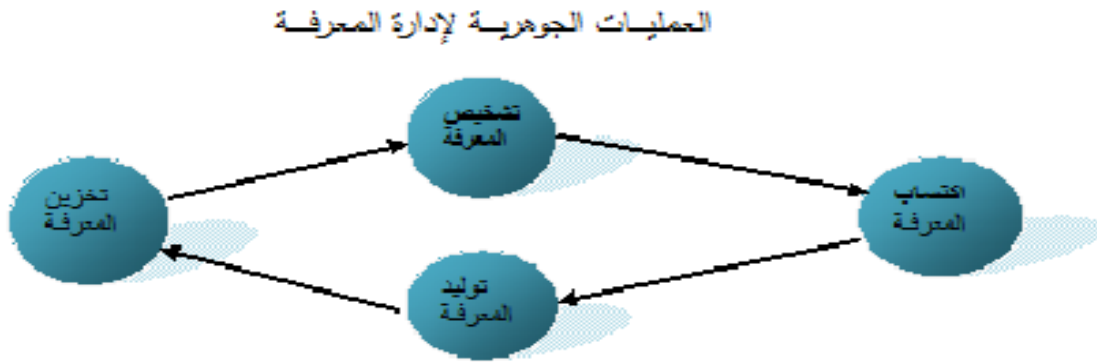 العمليات الجوهرية لإدارة المعرفة
تشخيص
المعرفة
اكتساب
المعرفة
تخزين
المعرفة
توليد
المعرفة